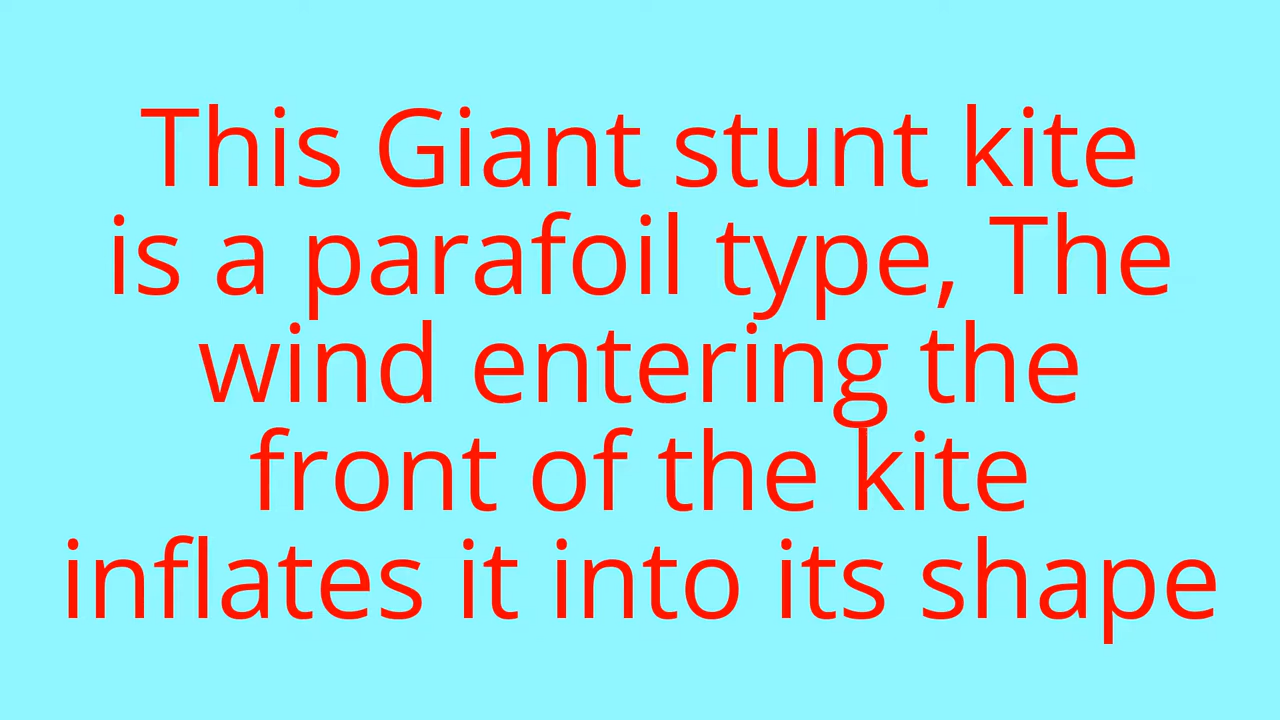 This Giant stunt kite
is a parafoil type, The
wind entering the
front of the kite
inflates it into its shape